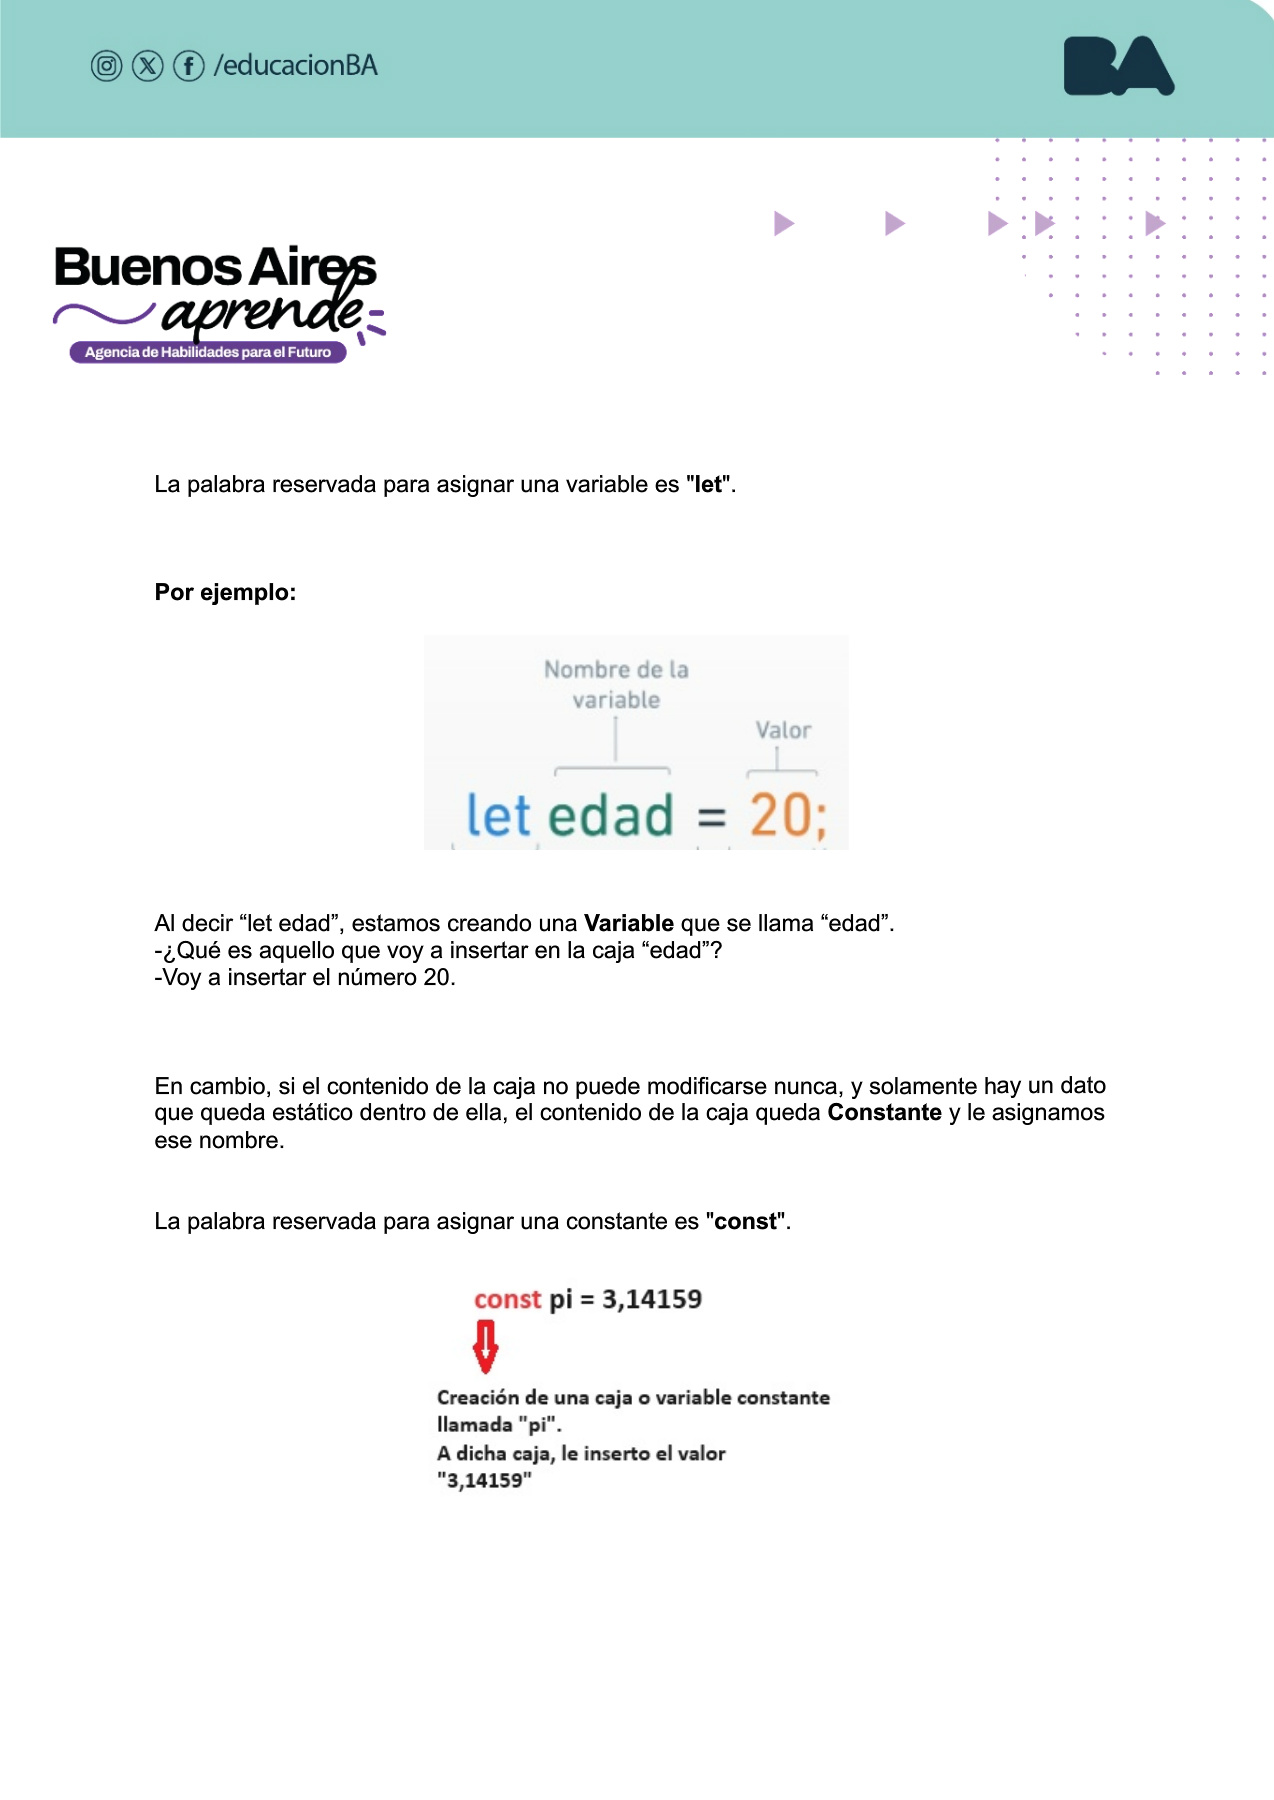 /educacionBA
BA
Buenos Aires
aprende
Agencia de Habilidades para el Futuro
La palabra reservada para asignar una variable es "let".
Por ejemplo:
Nombre de la
variable
Valor
let edad = 20;
Al decir “let edad”, estamos creando una Variable que se llama “edad”.
-¿Qué es aquello que voy a insertar en la caja “edad”?
-Voy a insertar el número 20.
En cambio, si el contenido de la caja no puede modificarse nunca, y solamente hay un dato
que queda estático dentro de ella, el contenido de la caja queda Constante y le asignamos
ese nombre.
La palabra reservada para asignar una constante es "const".
const pi = 3,14159
Creación de una caja o variable constante
llamada "pi".
A dicha caja, le inserto el valor
"3,14159"